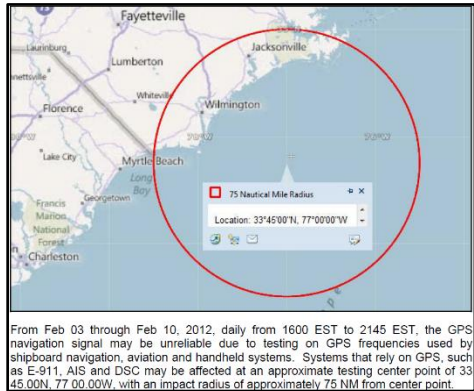 Fayetteville
Laurinburg
Jacksonville
Lumberton
Whiteville
Wilmington
Florence
Lake City
Myrtle Beach
Long
Bay
Georgetown
Francis
Marion
National
Forest
Charleston
75 Nautical Mile Radius
Location: 33°45'00"N, 77°00'00"W
From Feb 03 through Feb 10, 2012, daily from 1600 EST to 2145 EST, the GPS
navigation signal may be unreliable due to testing on GPS frequencies used by
shipboard navigation, aviation and handheld systems. Systems that rely on GPS, such
as E-911, AIS and DSC may be affected at an approximate testing center point of 33
45.00N, 77 00.00W, with an impact radius of approximately 75 NM from center point.